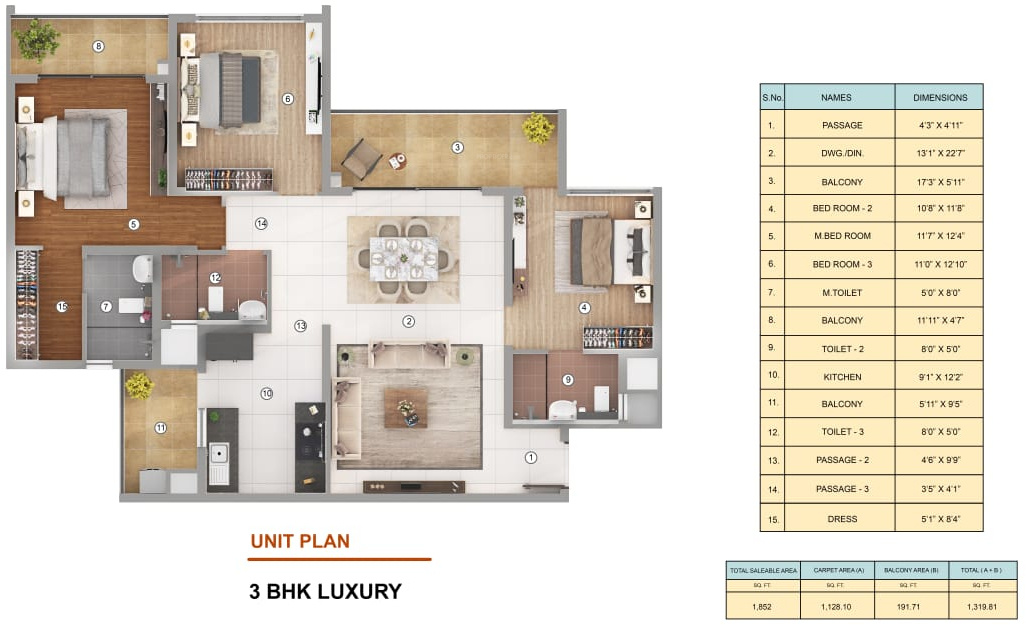 8
6
3
5
14
4
12
15
7
2
13
10
9
11
1
UNIT PLAN
3 BHK LUXURY
S.No. NAMES DIMENSIONS
1. PASSAGE 4'3" X 4'11"
2. DWG./DIN. 13'1" X 22'7"
3. BALCONY 17'3" X 5'11"
4. BED ROOM - 2 10'8" X 11'8"
5. M.BED ROOM 11'7" X 12'4"
6. BED ROOM - 3 11'0" X 12'10"
7. M.TOILET 5'0" X 8'0"
8. BALCONY 11'11" X 4'7"
9. TOILET - 2 8'0" X 5'0"
10. KITCHEN 9'1" X 12'2"
11. BALCONY 5'11" X 9'5"
12. TOILET - 3 8'0" X 5'0"
13. PASSAGE - 2 4'6" X 9'9"
14. PASSAGE - 3 3'5" X 4'1"
15. DRESS 5'1" X 8'4"
TOTAL SALEABLE AREA CARPET AREA (A) BALCONY AREA (B) TOTAL ( A + B )
SQ. FT. SQ. FT. SQ. FT. SQ. FT.
1,852 1,128.10 191.71 1,319.81